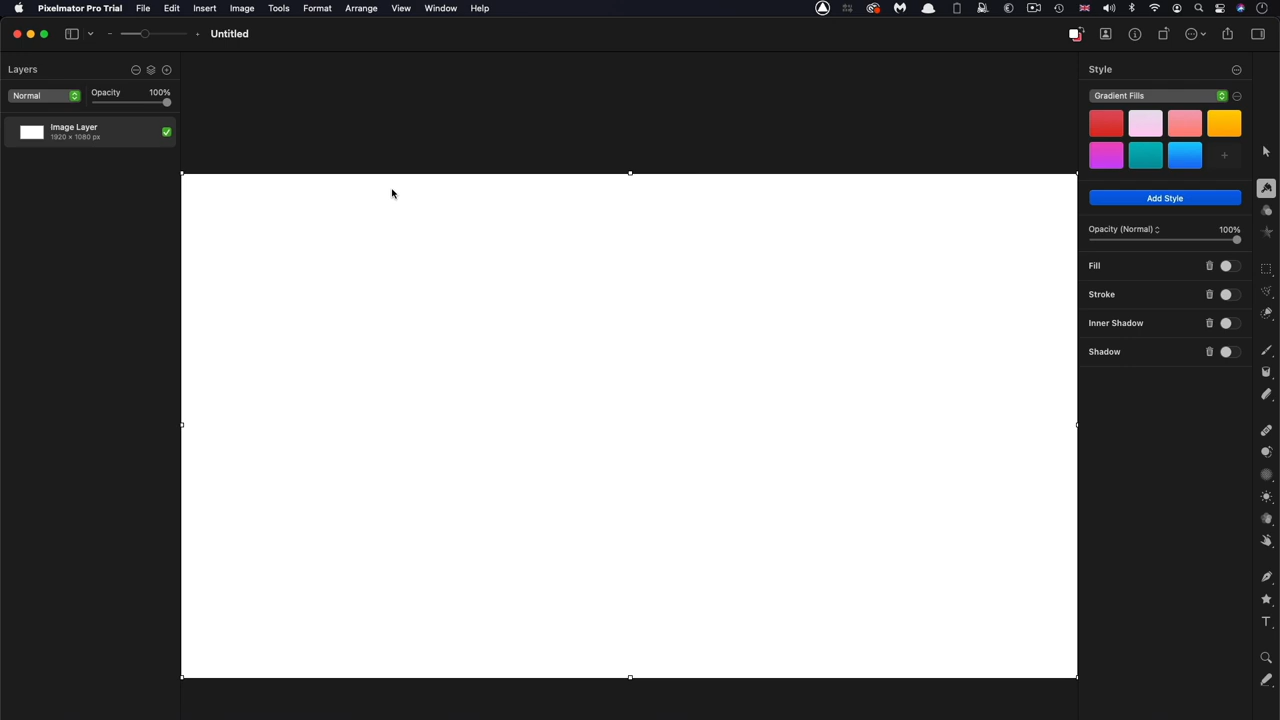 Pixelmator Pro Trial File Edit Insert Image Tools Format Arrange View Window Help
Untitled
Layers
Normal
Opacity 100%
Image Layer
1920 × 1080 px
Style
Gradient Fills
Add Style
Opacity (Normal) 100%
Fill
Stroke
Inner Shadow
Shadow